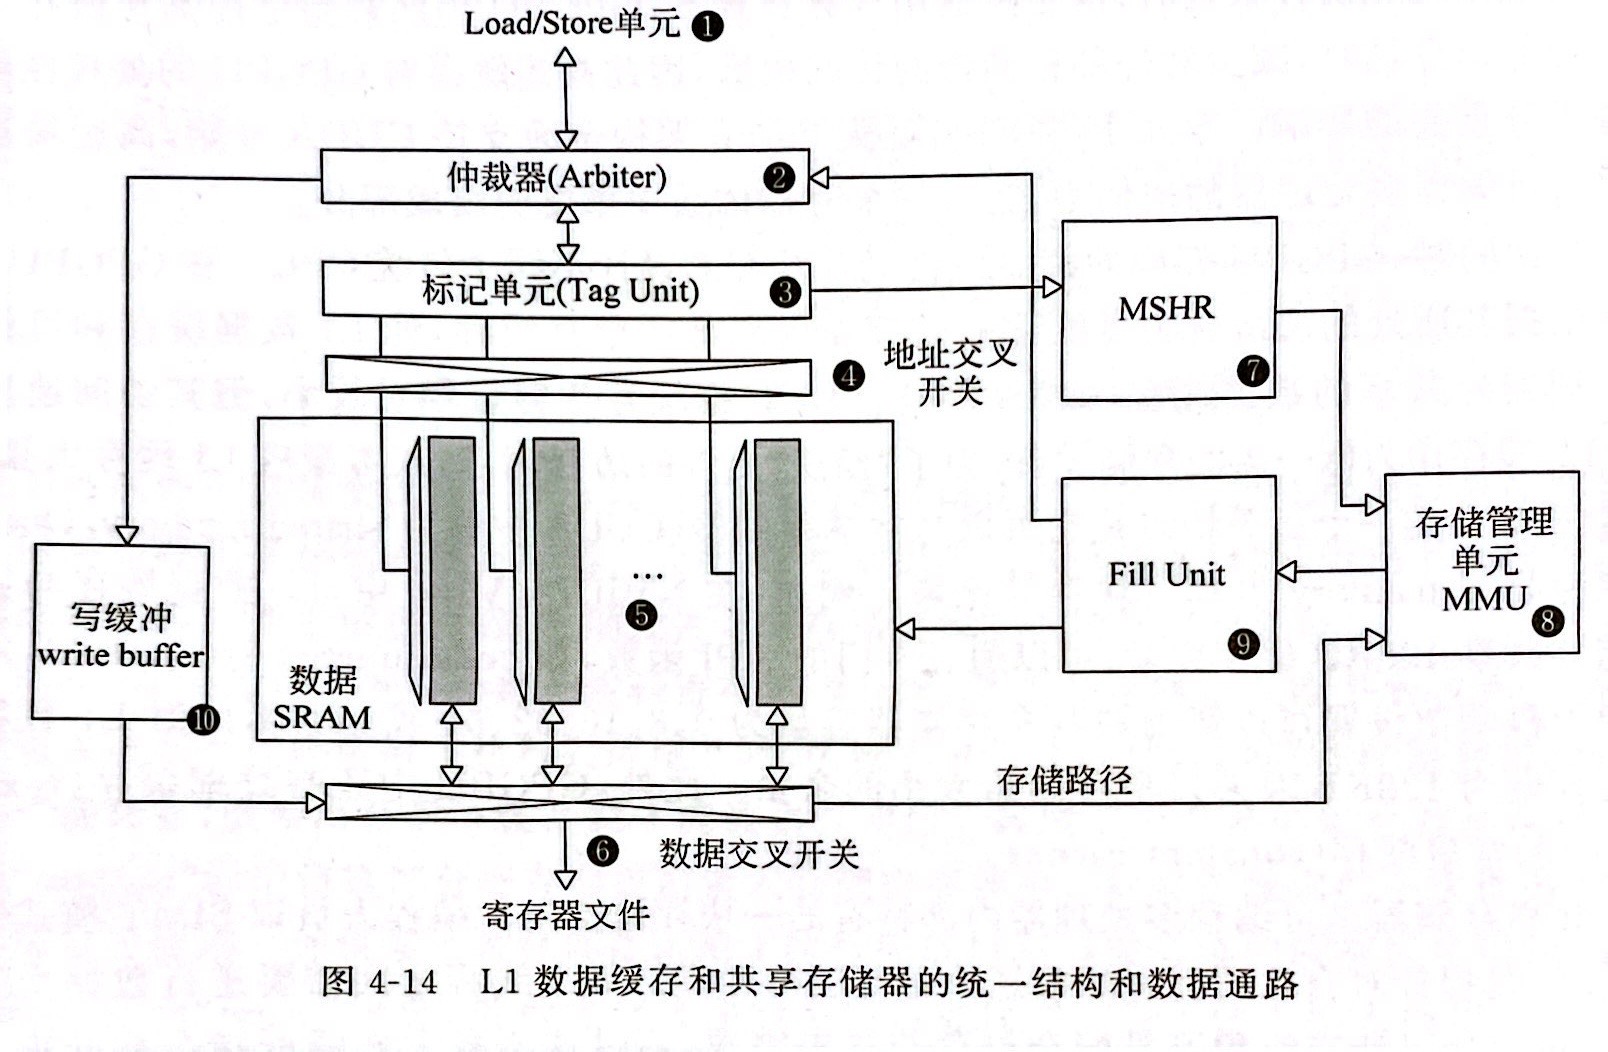 Load/Store单元 ❶
仲裁器(Arbiter) ❷
标记单元(Tag Unit) ❸
MSHR
❼
❹ 地址交叉
开关
存储管理
单元
MMU ❽
Fill Unit
❾
… 
❺
写缓冲
write buffer
❿
数据
SRAM
存储路径
❻ 数据交叉开关
寄存器文件
图 4-14 L1 数据缓存和共享存储器的统一结构和数据通路